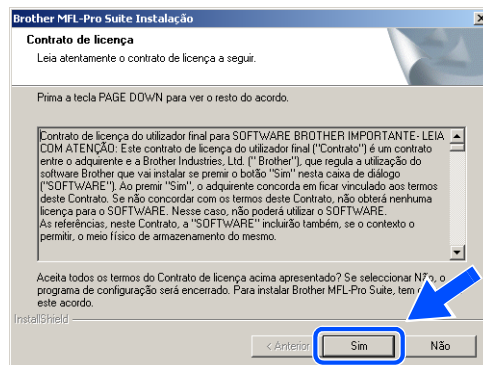 Brother MFL-Pro Suite Instalação
Contrato de licença
Leia atentamente o contrato de licença a seguir.
Prima a tecla PAGE DOWN para ver o resto do acordo.
Contrato de licença do utilizador final para SOFTWARE BROTHER IMPORTANTE- LEIA
COM ATENÇÃO: Este contrato de licença do utilizador final ("Contrato") é um contrato
entre o adquirente e a Brother Industries, Ltd. (" Brother"), que regula a utilização do
software Brother que vai instalar se premir o botão "Sim" nesta caixa de diálogo
("SOFTWARE"). Ao premir "Sim", o adquirente concorda em ficar vinculado aos termos
deste Contrato. Se não concordar com os termos deste Contrato, não obterá nenhuma
licença para o SOFTWARE. Nesse caso, não poderá utilizar o SOFTWARE.
As referências, neste Contrato, a "SOFTWARE" incluirão também, se o contexto o
permitir, o meio físico de armazenamento do mesmo.
Aceita todos os termos do Contrato de licença acima apresentado? Se seleccionar Não, o
programa de configuração será encerrado. Para instalar Brother MFL-Pro Suite, tem
este acordo.
InstallShield
< Anterior
Sim
Não